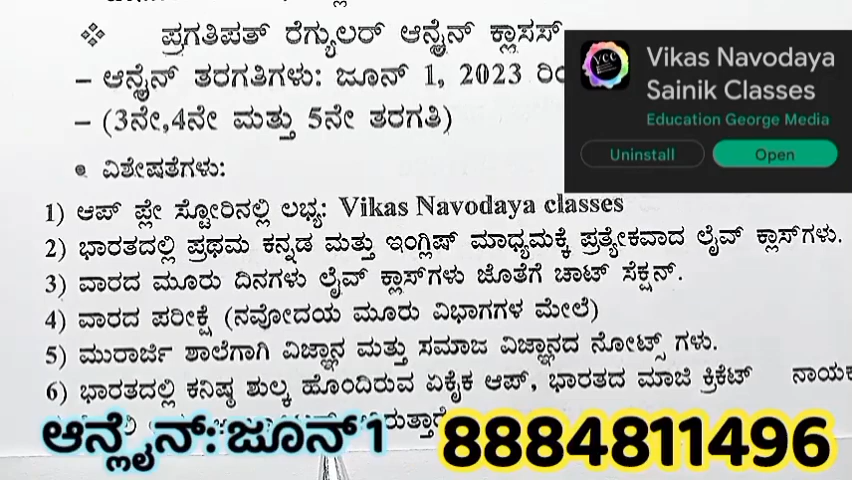 ❖ ಪ್ರಗತಿಪತ್ ರೆಗ್ಯುಲರ್ ಆನ್ಲೈನ್ ಕ್ಲಾಸಸ್
– ಆನ್ಲೈನ್ ತರಗತಿಗಳು: ಜೂನ್ 1, 2023
– (3ನೇ,4ನೇ ಮತ್ತು 5ನೇ ತರಗತಿ)
• ವಿಶೇಷತೆಗಳು:
1) ಆಪ್ ಪ್ಲೇ ಸ್ಟೋರಿನಲ್ಲಿ ಲಭ್ಯ: Vikas Navodaya classes
2) ಭಾರತದಲ್ಲಿ ಪ್ರಥಮ ಕನ್ನಡ ಮತ್ತು ಇಂಗ್ಲಿಷ್ ಮಾಧ್ಯಮಕ್ಕೆ ಪ್ರತ್ಯೇಕವಾದ ಲೈವ್ ಕ್ಲಾಸ್‌ಗಳು.
3) ವಾರದ ಮೂರು ದಿನಗಳು ಲೈವ್ ಕ್ಲಾಸ್‌ಗಳು ಜೊತೆಗೆ ಚಾಟ್ ಸೆಕ್ಷನ್.
4) ವಾರದ ಪರೀಕ್ಷೆ (ನವೋದಯ ಮೂರು ವಿಭಾಗಗಳ ಮೇಲೆ)
5) ಮುರಾರ್ಜಿ ಶಾಲೆಗಾಗಿ ವಿಜ್ಞಾನ ಮತ್ತು ಸಮಾಜ ವಿಜ್ಞಾನದ ನೋಟ್ಸ್ ಗಳು.
6) ಭಾರತದಲ್ಲಿ ಕನಿಷ್ಠ ಶುಲ್ಕ ಹೊಂದಿರುವ ಏಕೈಕ ಆಪ್, ಭಾರತದ ಮಾಜಿ ಕ್ರಿಕೆಟ್ ನಾಯಕ
ಆನ್ಲೈನ್: ಜೂನ್ 1 8884811496
VCC
Vikas Navodaya
Sainik Classes
Education George Media
Uninstall Open